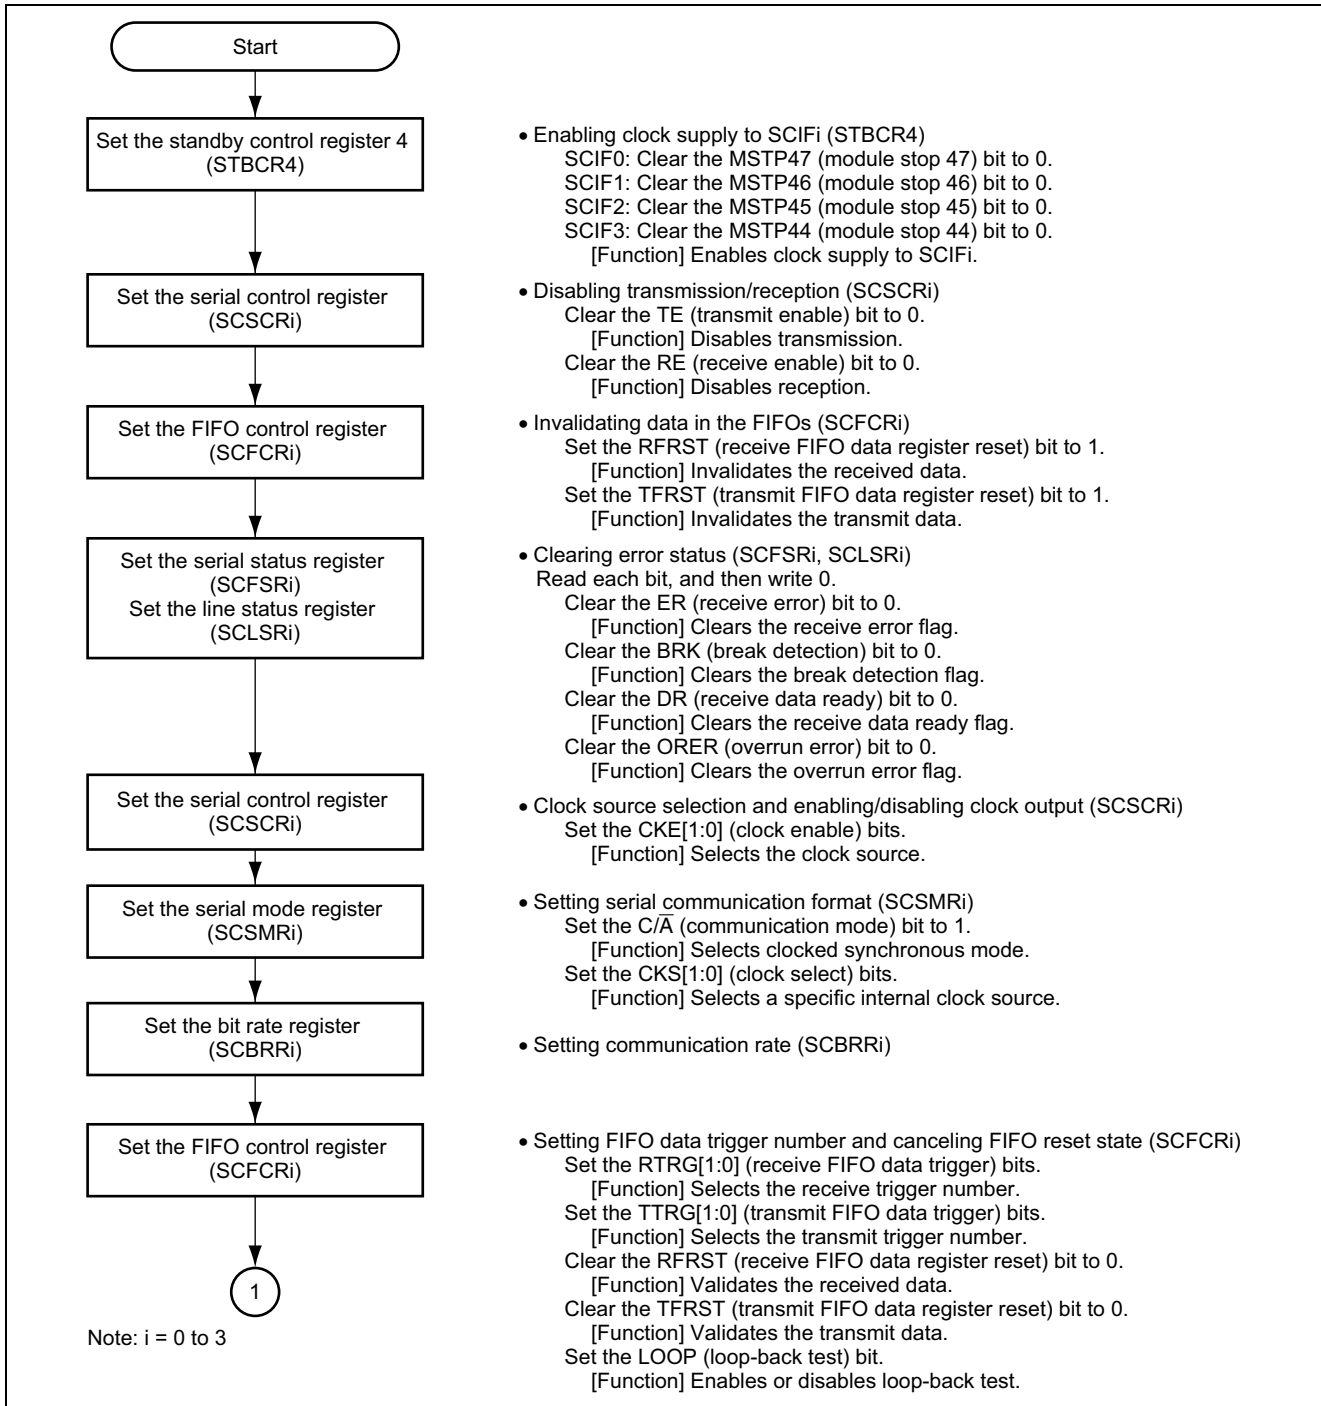 Start
Set the standby control register 4
(STBCR4)
• Enabling clock supply to SCIFi (STBCR4)
SCIF0: Clear the MSTP47 (module stop 47) bit to 0.
SCIF1: Clear the MSTP46 (module stop 46) bit to 0.
SCIF2: Clear the MSTP45 (module stop 45) bit to 0.
SCIF3: Clear the MSTP44 (module stop 44) bit to 0.
[Function] Enables clock supply to SCIFi.
Set the serial control register
(SCSCRi)
• Disabling transmission/reception (SCSCRi)
Clear the TE (transmit enable) bit to 0.
[Function] Disables transmission.
Clear the RE (receive enable) bit to 0.
[Function] Disables reception.
Set the FIFO control register
(SCFCRi)
• Invalidating data in the FIFOs (SCFCRi)
Set the RFRST (receive FIFO data register reset) bit to 1.
[Function] Invalidates the received data.
Set the TFRST (transmit FIFO data register reset) bit to 1.
[Function] Invalidates the transmit data.
Set the serial status register
(SCFSRi)
Set the line status register
(SCLSRi)
• Clearing error status (SCFSRi, SCLSRi)
Read each bit, and then write 0.
Clear the ER (receive error) bit to 0.
[Function] Clears the receive error flag.
Clear the BRK (break detection) bit to 0.
[Function] Clears the break detection flag.
Clear the DR (receive data ready) bit to 0.
[Function] Clears the receive data ready flag.
Clear the ORER (overrun error) bit to 0.
[Function] Clears the overrun error flag.
Set the serial control register
(SCSCRi)
• Clock source selection and enabling/disabling clock output (SCSCRi)
Set the CKE[1:0] (clock enable) bits.
[Function] Selects the clock source.
Set the serial mode register
(SCSMRi)
• Setting serial communication format (SCSMRi)
Set the C/A̅ (communication mode) bit to 1.
[Function] Selects clocked synchronous mode.
Set the CKS[1:0] (clock select) bits.
[Function] Selects a specific internal clock source.
Set the bit rate register
(SCBRRi)
• Setting communication rate (SCBRRi)
Set the FIFO control register
(SCFCRi)
• Setting FIFO data trigger number and canceling FIFO reset state (SCFCRi)
Set the RTRG[1:0] (receive FIFO data trigger) bits.
[Function] Selects the receive trigger number.
Set the TTRG[1:0] (transmit FIFO data trigger) bits.
[Function] Selects the transmit trigger number.
Clear the RFRST (receive FIFO data register reset) bit to 0.
[Function] Validates the received data.
Clear the TFRST (transmit FIFO data register reset) bit to 0.
[Function] Validates the transmit data.
Set the LOOP (loop-back test) bit.
[Function] Enables or disables loop-back test.
1
Note: i = 0 to 3